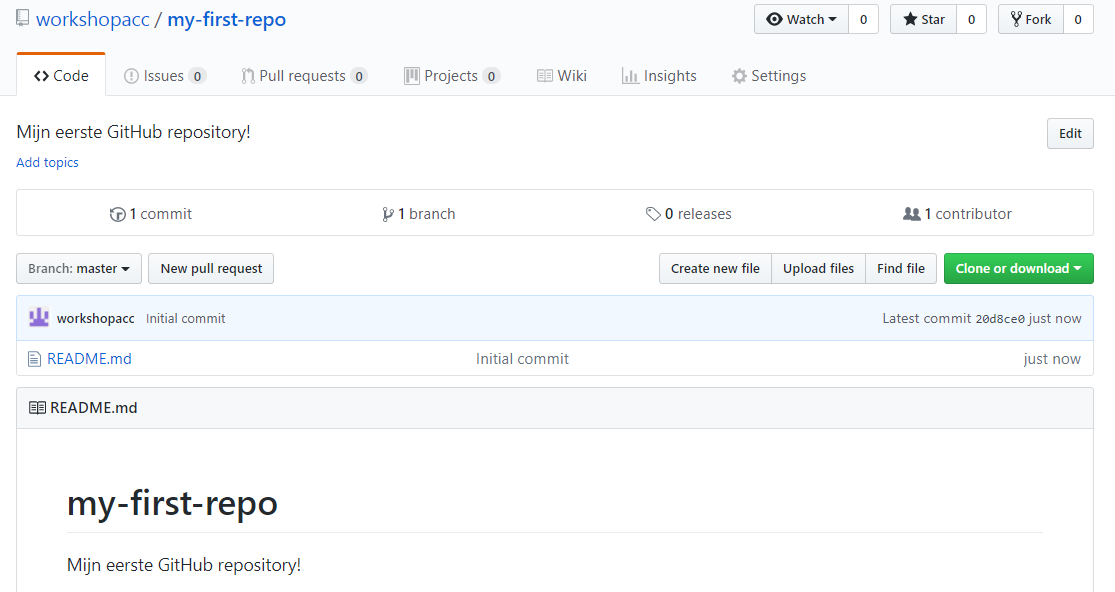 workshopacc / my-first-repo Watch 0 Star 0 Fork 0
Code Issues 0 Pull requests 0 Projects 0 Wiki Insights Settings
Mijn eerste GitHub repository! Edit
Add topics
1 commit 1 branch 0 releases 1 contributor
Branch: master New pull request Create new file Upload files Find file Clone or download
workshopacc Initial commit Latest commit 20d8ce0 just now
README.md Initial commit just now
README.md
my-first-repo
Mijn eerste GitHub repository!